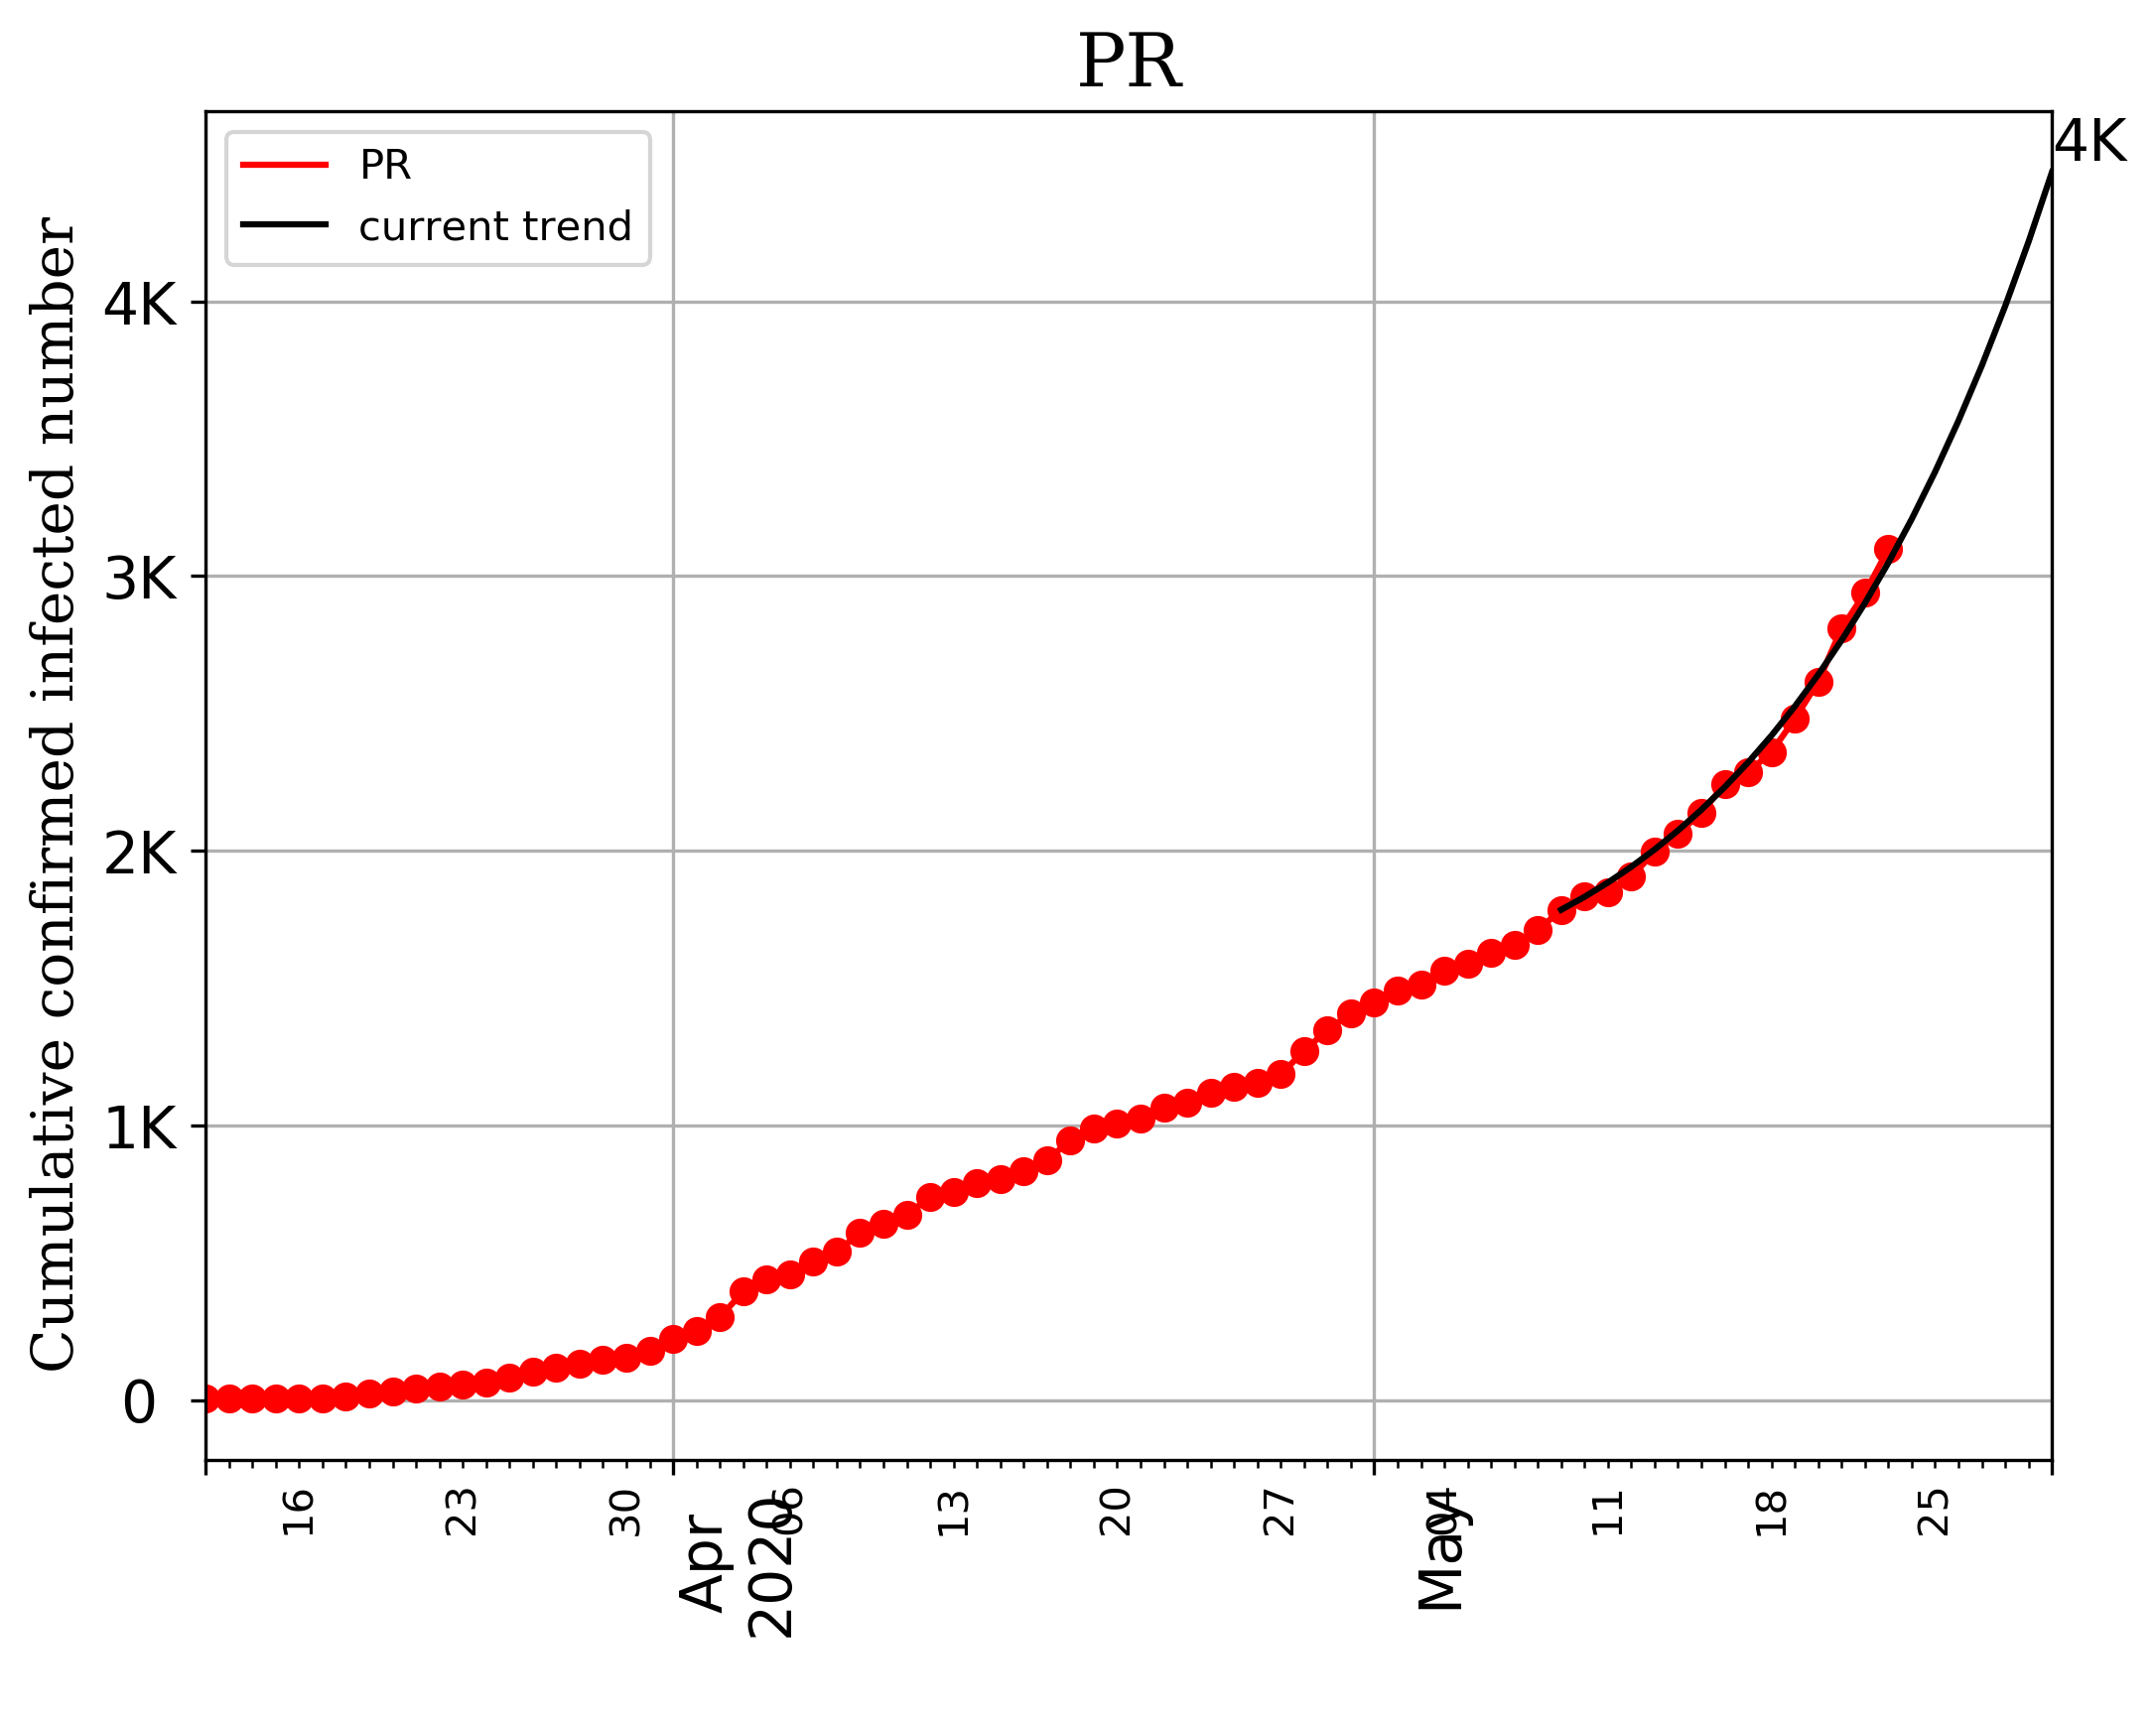 PR
4K
PR
current trend
Cumulative confirmed infected number
4K
3K
2K
1K
0
16
23
30
06
13
20
27
04
11
18
25
Apr
2020
May